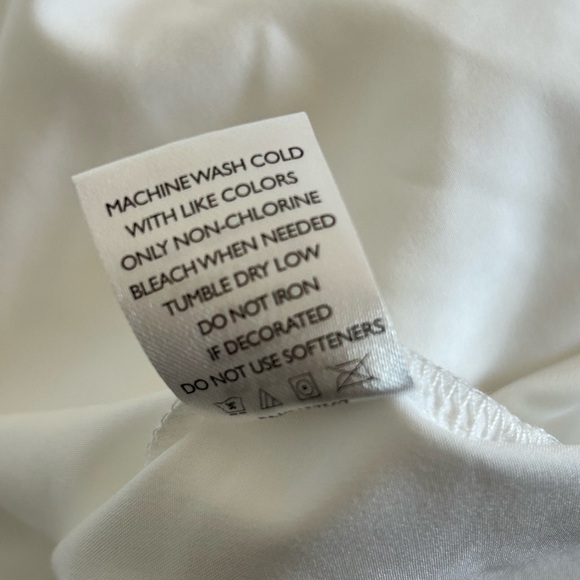 MACHINE WASH COLD
WITH LIKE COLORS
ONLY NON-CHLORINE
BLEACH WHEN NEEDED
TUMBLE DRY LOW
DO NOT IRON
IF DECORATED
DO NOT USE SOFTENERS